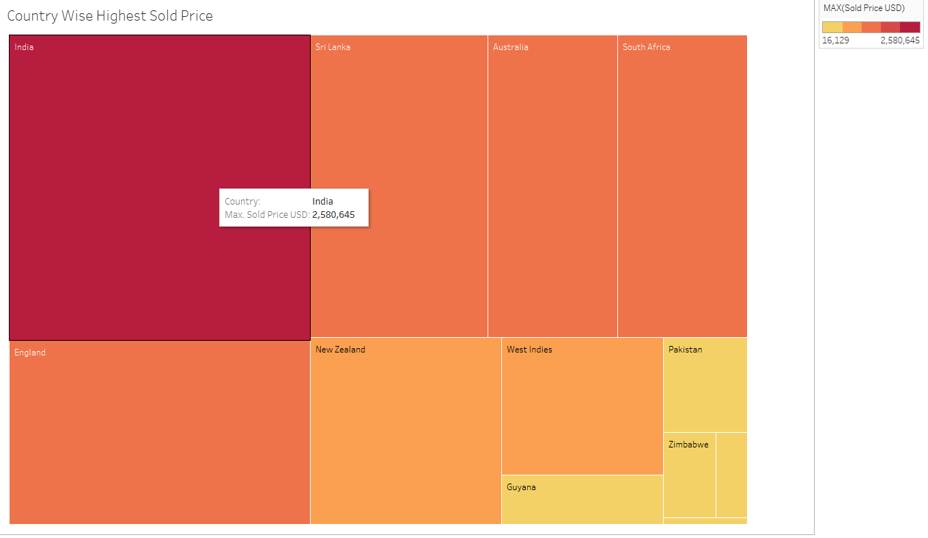 Country Wise Highest Sold Price
MAX(Sold Price USD)
16,129 2,580,645
India
Sri Lanka
Australia
South Africa
Country: India
Max. Sold Price USD: 2,580,645
England
New Zealand
West Indies
Pakistan
Zimbabwe
Guyana